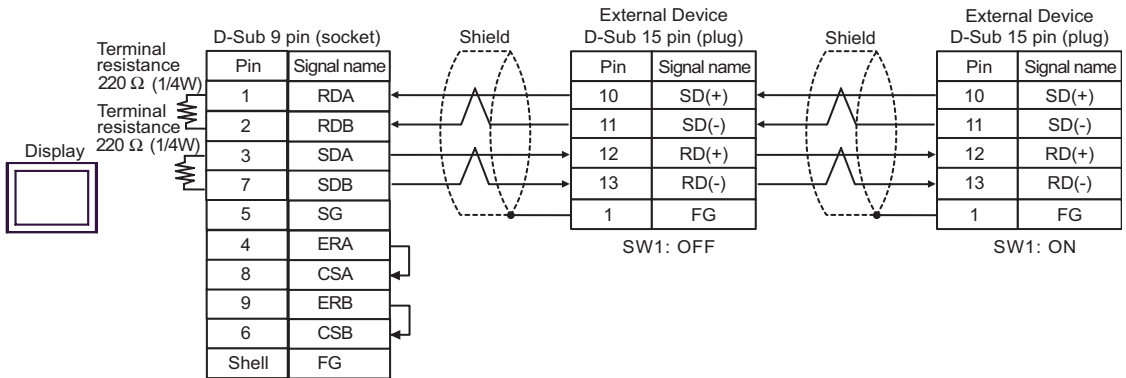 Display
Terminal
resistance
220 Ω (1/4W)
Terminal
resistance
220 Ω (1/4W)
D-Sub 9 pin (socket)
Pin Signal name
1 RDA
2 RDB
3 SDA
7 SDB
5 SG
4 ERA
8 CSA
9 ERB
6 CSB
Shell FG
Shield
External Device
D-Sub 15 pin (plug)
Pin Signal name
10 SD(+)
11 SD(-)
12 RD(+)
13 RD(-)
1 FG
SW1: OFF
Shield
External Device
D-Sub 15 pin (plug)
Pin Signal name
10 SD(+)
11 SD(-)
12 RD(+)
13 RD(-)
1 FG
SW1: ON